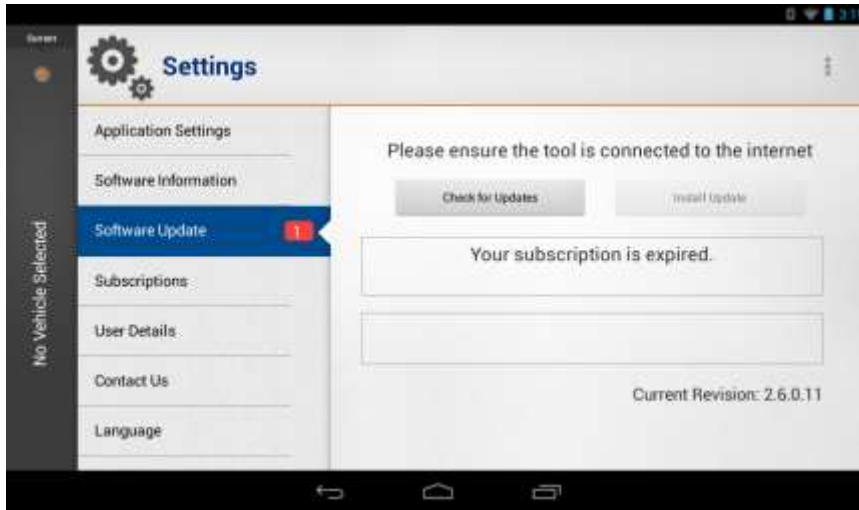 Current
Settings
Application Settings
Software Information
Software Update
1
Subscriptions
User Details
Contact Us
Language
No Vehicle Selected
Please ensure the tool is connected to the internet
Check for Updates
Install Update
Your subscription is expired.
Current Revision: 2.6.0.11